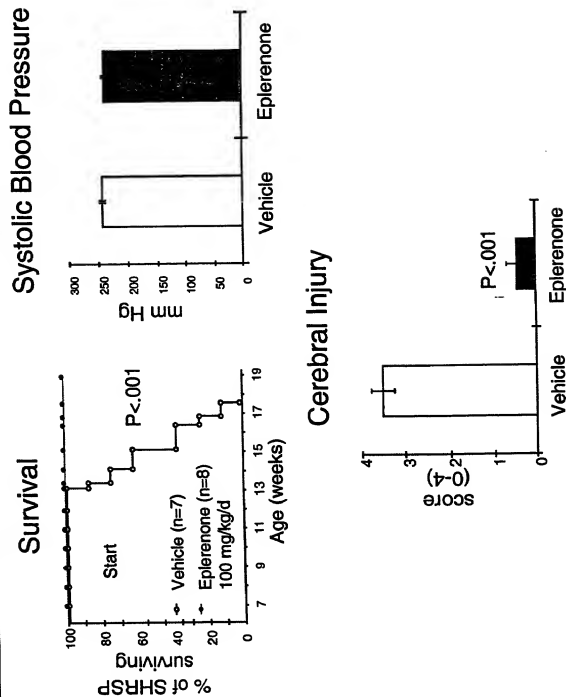 Survival
% of SHRSP
surviving
100
80
60
40
20
0
Start
P<.001
Vehicle (n=7)
Eplerenone (n=8)
100 mg/kg/d
7 9 11 13 15 17 19
Age (weeks)
Systolic Blood Pressure
mm Hg
300
250
200
150
100
50
0
Vehicle Eplerenone
Cerebral Injury
score
(0-4)
4
3
2
1
0
P<.001
Vehicle Eplerenone